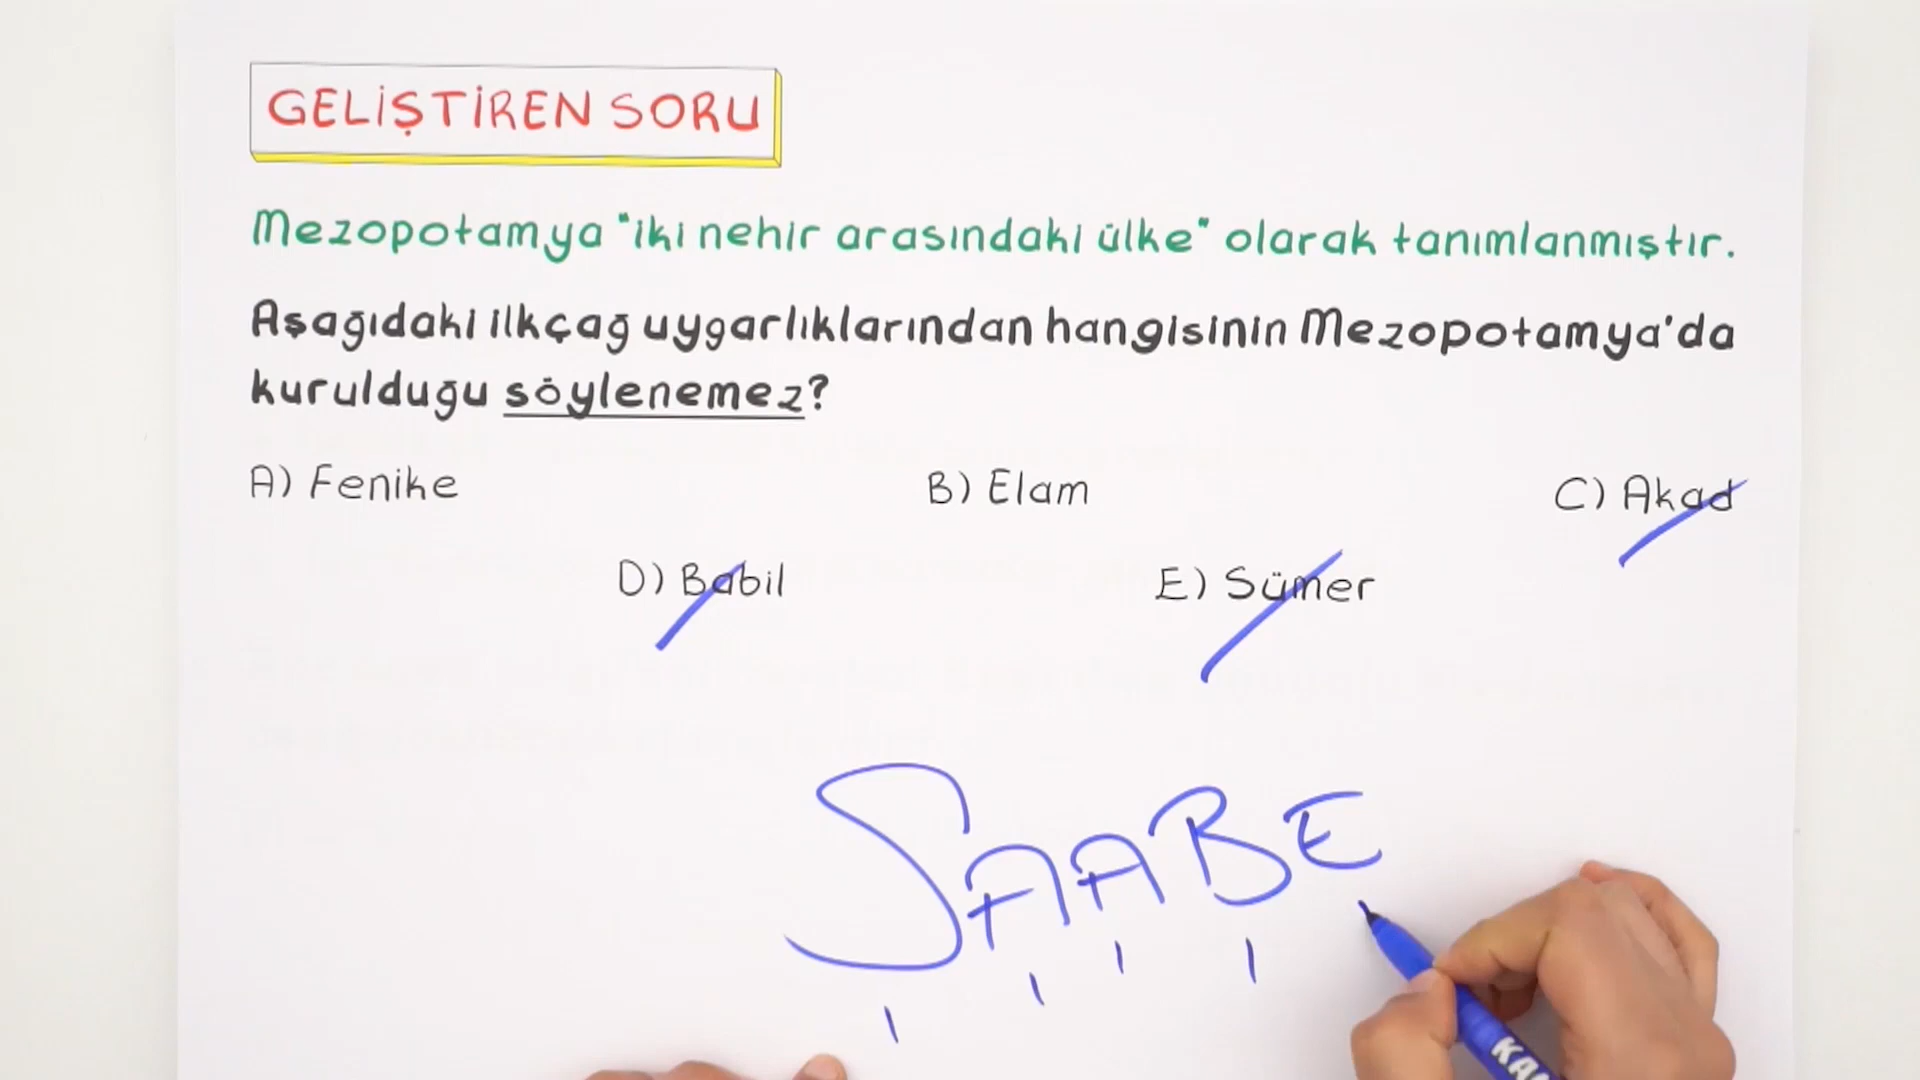 GELİŞTİREN SORU
Mezopotamya "iki nehir arasındaki ülke" olarak tanımlanmıştır.
Aşağıdaki ilkçağ uygarlıklarından hangisinin Mezopotamya'da
kurulduğu söylenemez?
A) Fenike B) Elam C) Akad
D) Babil E) Sümer
SAABE